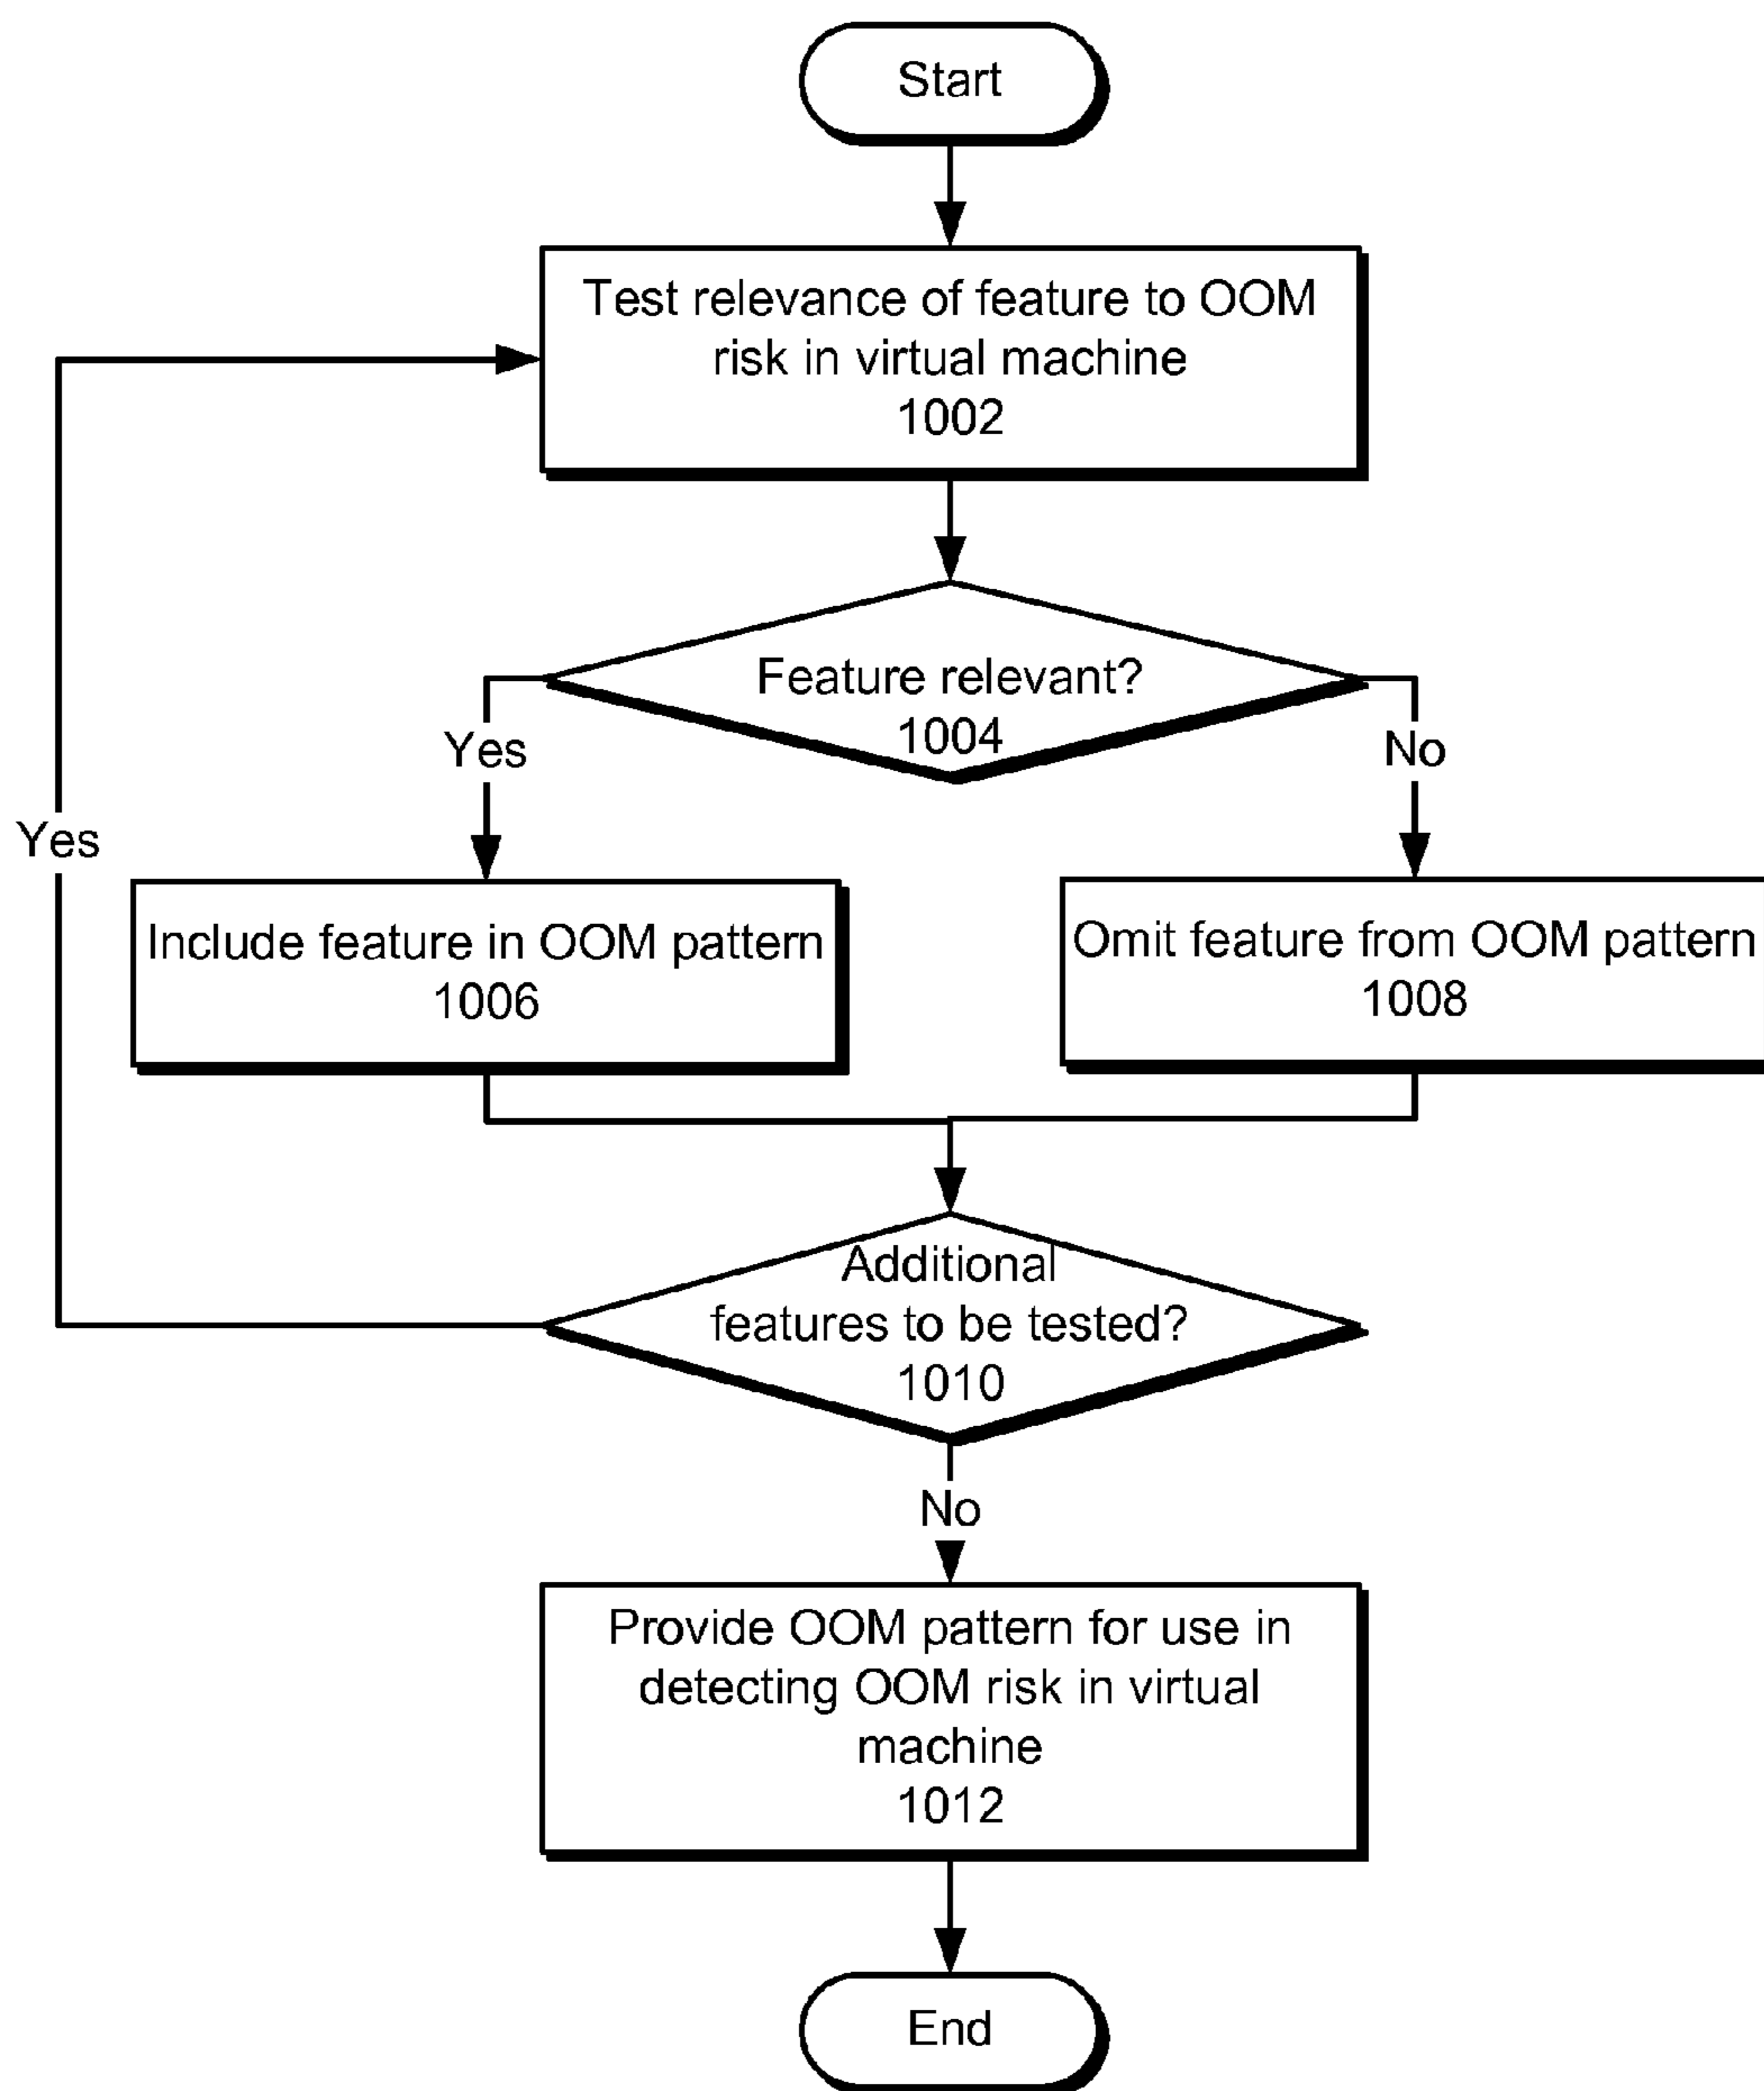 Start
Test relevance of feature to OOM
risk in virtual machine
1002
Feature relevant?
1004
Yes
No
Yes
Include feature in OOM pattern
1006
Omit feature from OOM pattern
1008
Additional
features to be tested?
1010
No
Provide OOM pattern for use in
detecting OOM risk in virtual
machine
1012
End